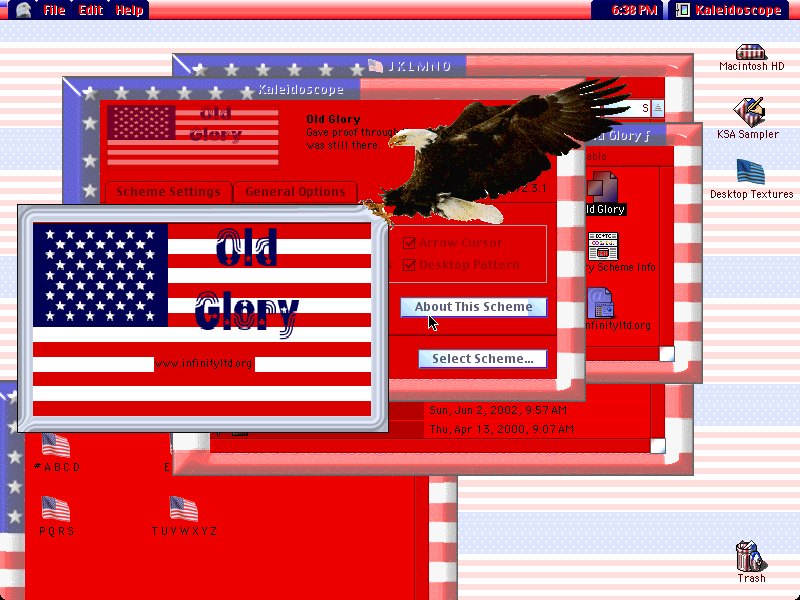 File Edit Help
6:38 PM
Kaleidoscope
JKLMNO
Kaleidoscope
Macintosh HD
KSA Sampler
Desktop Textures
Old Glory
Old Glory
Gave proof through
was still there.
S
Old Glory f
Scheme Settings
General Options
2.3.1
Old Glory
Arrow Cursor
Desktop Pattern
Scheme Info
About This Scheme
infinityltd.org
Select Scheme...
Old
Glory
www.infinityltd.org
Sun, Jun 2, 2002, 9:57 AM
Thu, Apr 13, 2000, 9:07 AM
#ABCD
E
PQRS
TUVWXYZ
Trash